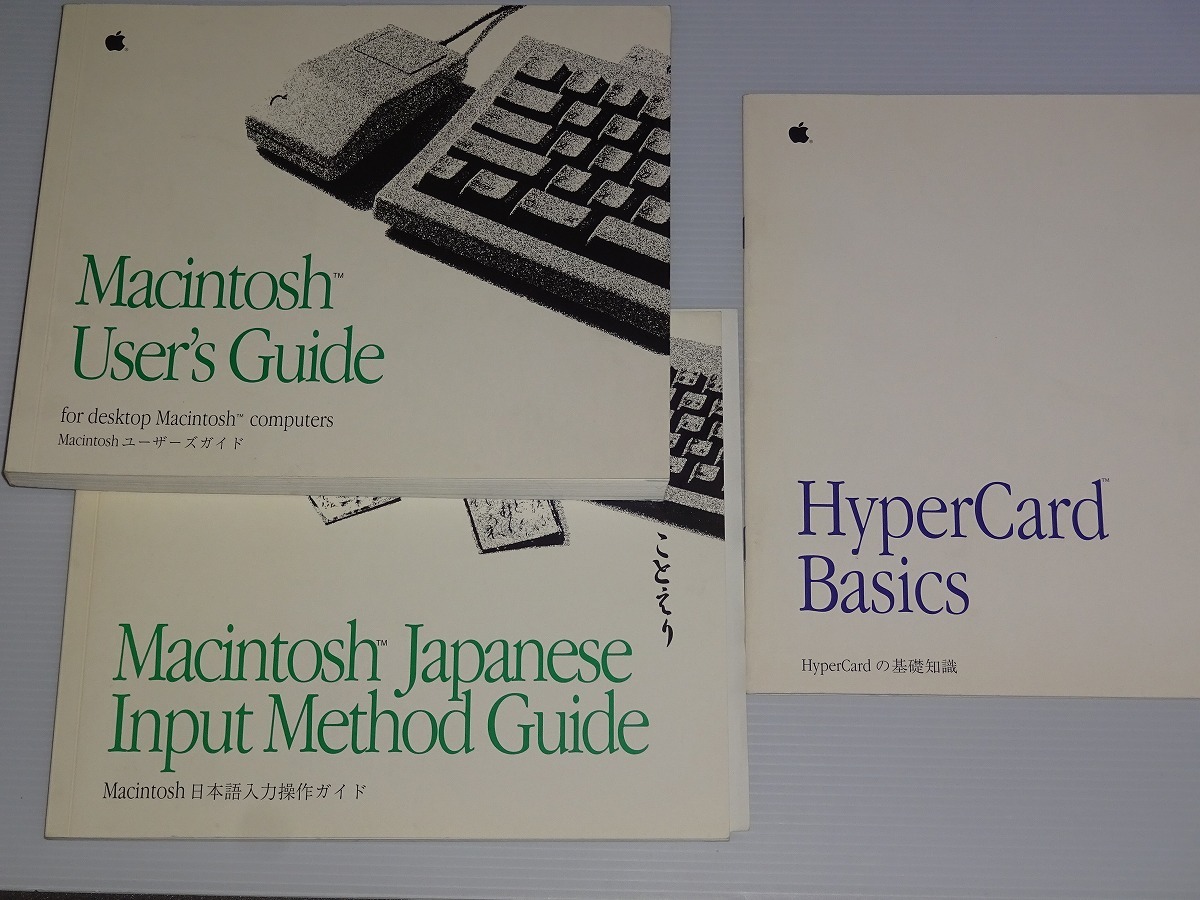 Macintosh™
User's Guide
for desktop Macintosh™ computers
Macintosh ユーザーズガイド
ことえり
Macintosh™ Japanese
Input Method Guide
Macintosh 日本語入力操作ガイド
HyperCard™
Basics
HyperCard の基礎知識